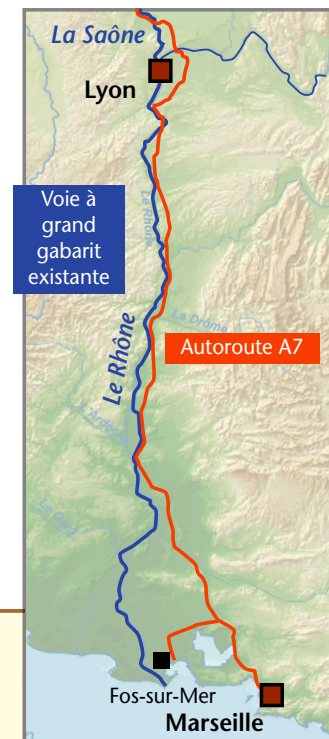 La Saône
Lyon
Voie à
grand
gabarit
existante
Le Rhône
La Drôme
Autoroute A7
Le Rhône
L'Ardèche
Le Gard
Fos-sur-Mer
Marseille